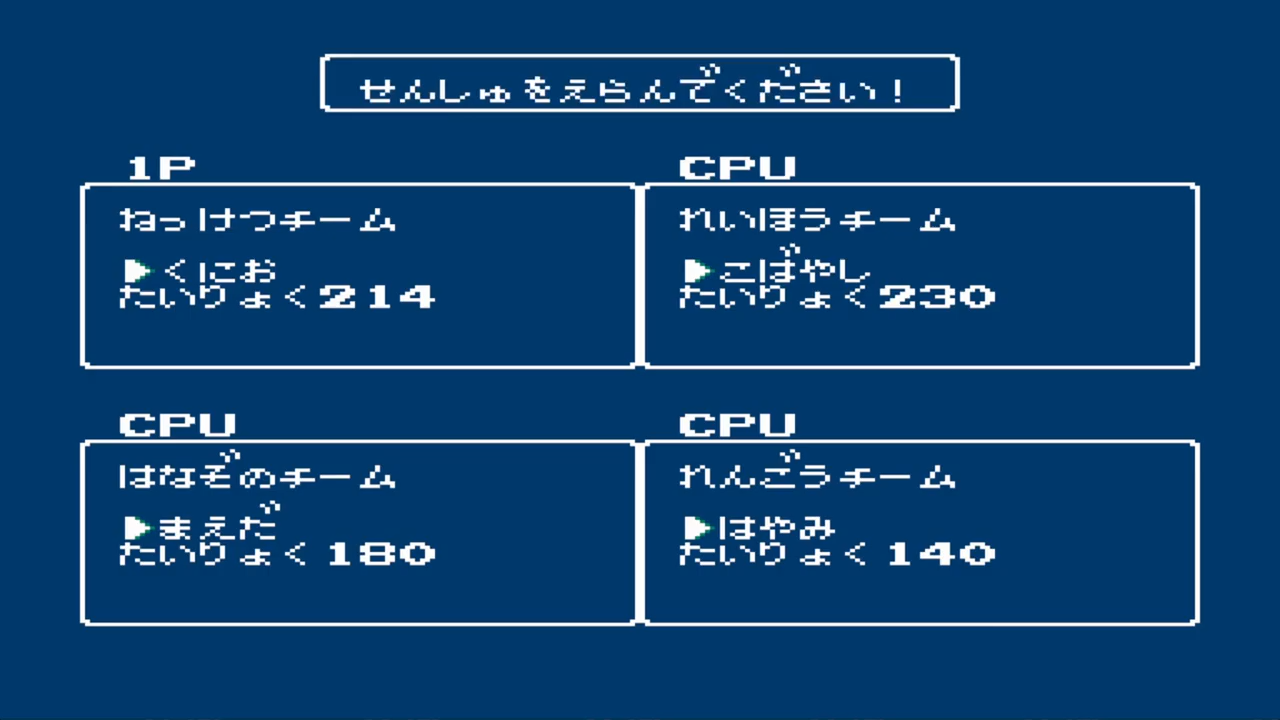 せんしゅをえらんでください！
1P
ねっけつチーム
▶くにお
たいりょく214
CPU
れいほうチーム
▶こばやし
たいりょく230
CPU
はなぞのチーム
▶まえだ
たいりょく180
CPU
れんごうチーム
▶はやみ
たいりょく140